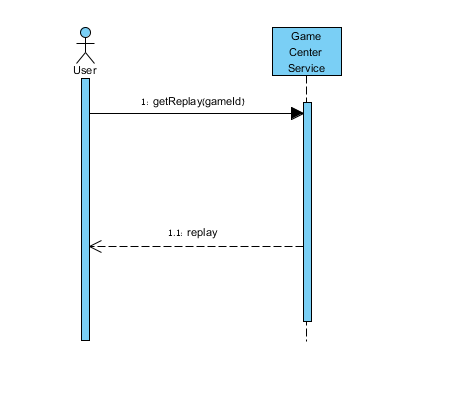 Game
Center
Service
User
1: getReplay(gameId)
1.1: replay